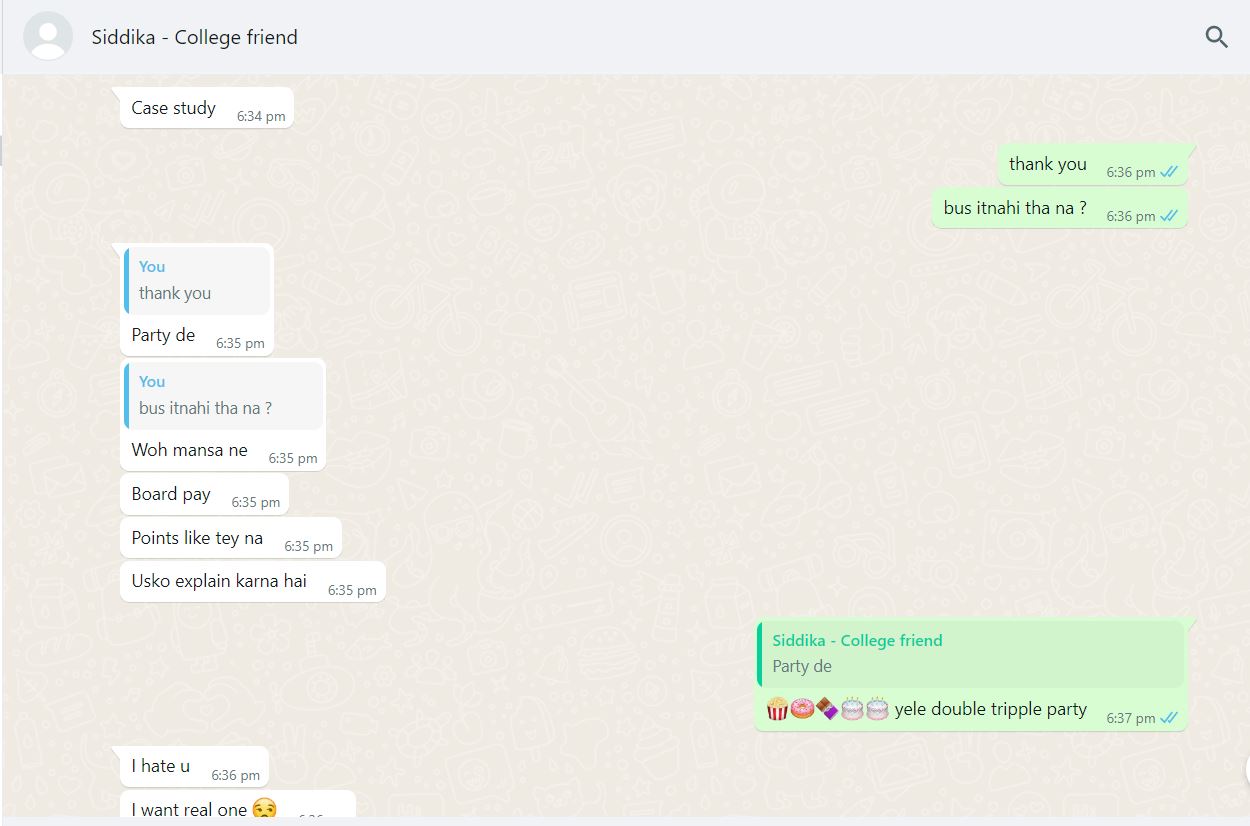 Siddika - College friend
Case study 6:34 pm
thank you 6:36 pm
bus itnahi tha na ? 6:36 pm
You
thank you
Party de 6:35 pm
You
bus itnahi tha na ?
Woh mansa ne 6:35 pm
Board pay 6:35 pm
Points like tey na 6:35 pm
Usko explain karna hai 6:35 pm
Siddika - College friend
Party de
🍿🍩🍫🎂🎂 yele double tripple party 6:37 pm
I hate u 6:36 pm
I want real one 😒